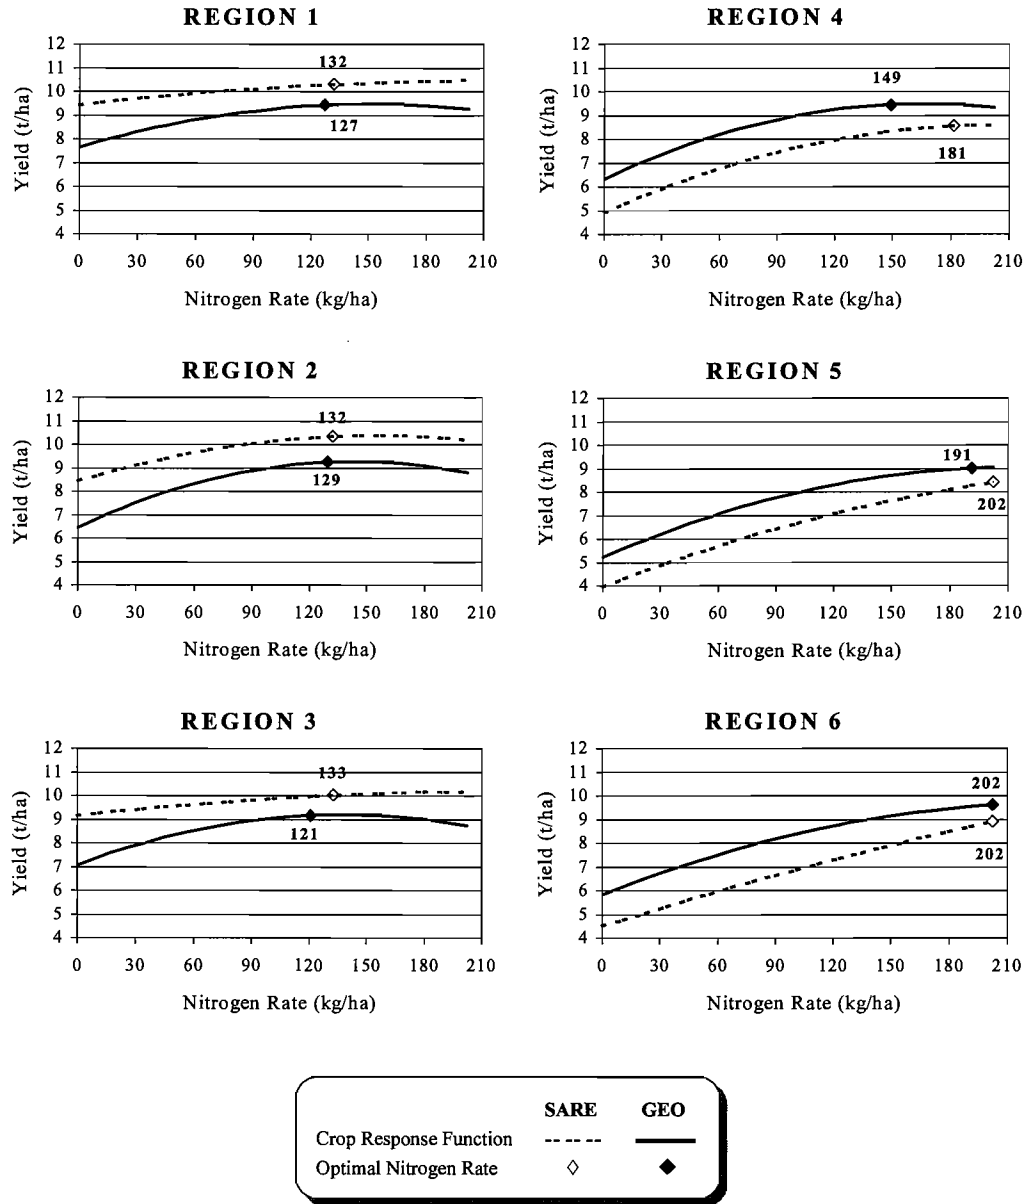 REGION 1
12
11
10
9
8
7
6
5
4
Yield (t/ha)
132
127
0 30 60 90 120 150 180 210
Nitrogen Rate (kg/ha)
REGION 4
12
11
10
9
8
7
6
5
4
Yield (t/ha)
149
181
0 30 60 90 120 150 180 210
Nitrogen Rate (kg/ha)
REGION 2
12
11
10
9
8
7
6
5
4
Yield (t/ha)
132
129
0 30 60 90 120 150 180 210
Nitrogen Rate (kg/ha)
REGION 5
12
11
10
9
8
7
6
5
4
Yield (t/ha)
191
202
0 30 60 90 120 150 180 210
Nitrogen Rate (kg/ha)
REGION 3
12
11
10
9
8
7
6
5
4
Yield (t/ha)
133
121
0 30 60 90 120 150 180 210
Nitrogen Rate (kg/ha)
REGION 6
12
11
10
9
8
7
6
5
4
Yield (t/ha)
202
202
0 30 60 90 120 150 180 210
Nitrogen Rate (kg/ha)
SARE GEO
Crop Response Function
Optimal Nitrogen Rate